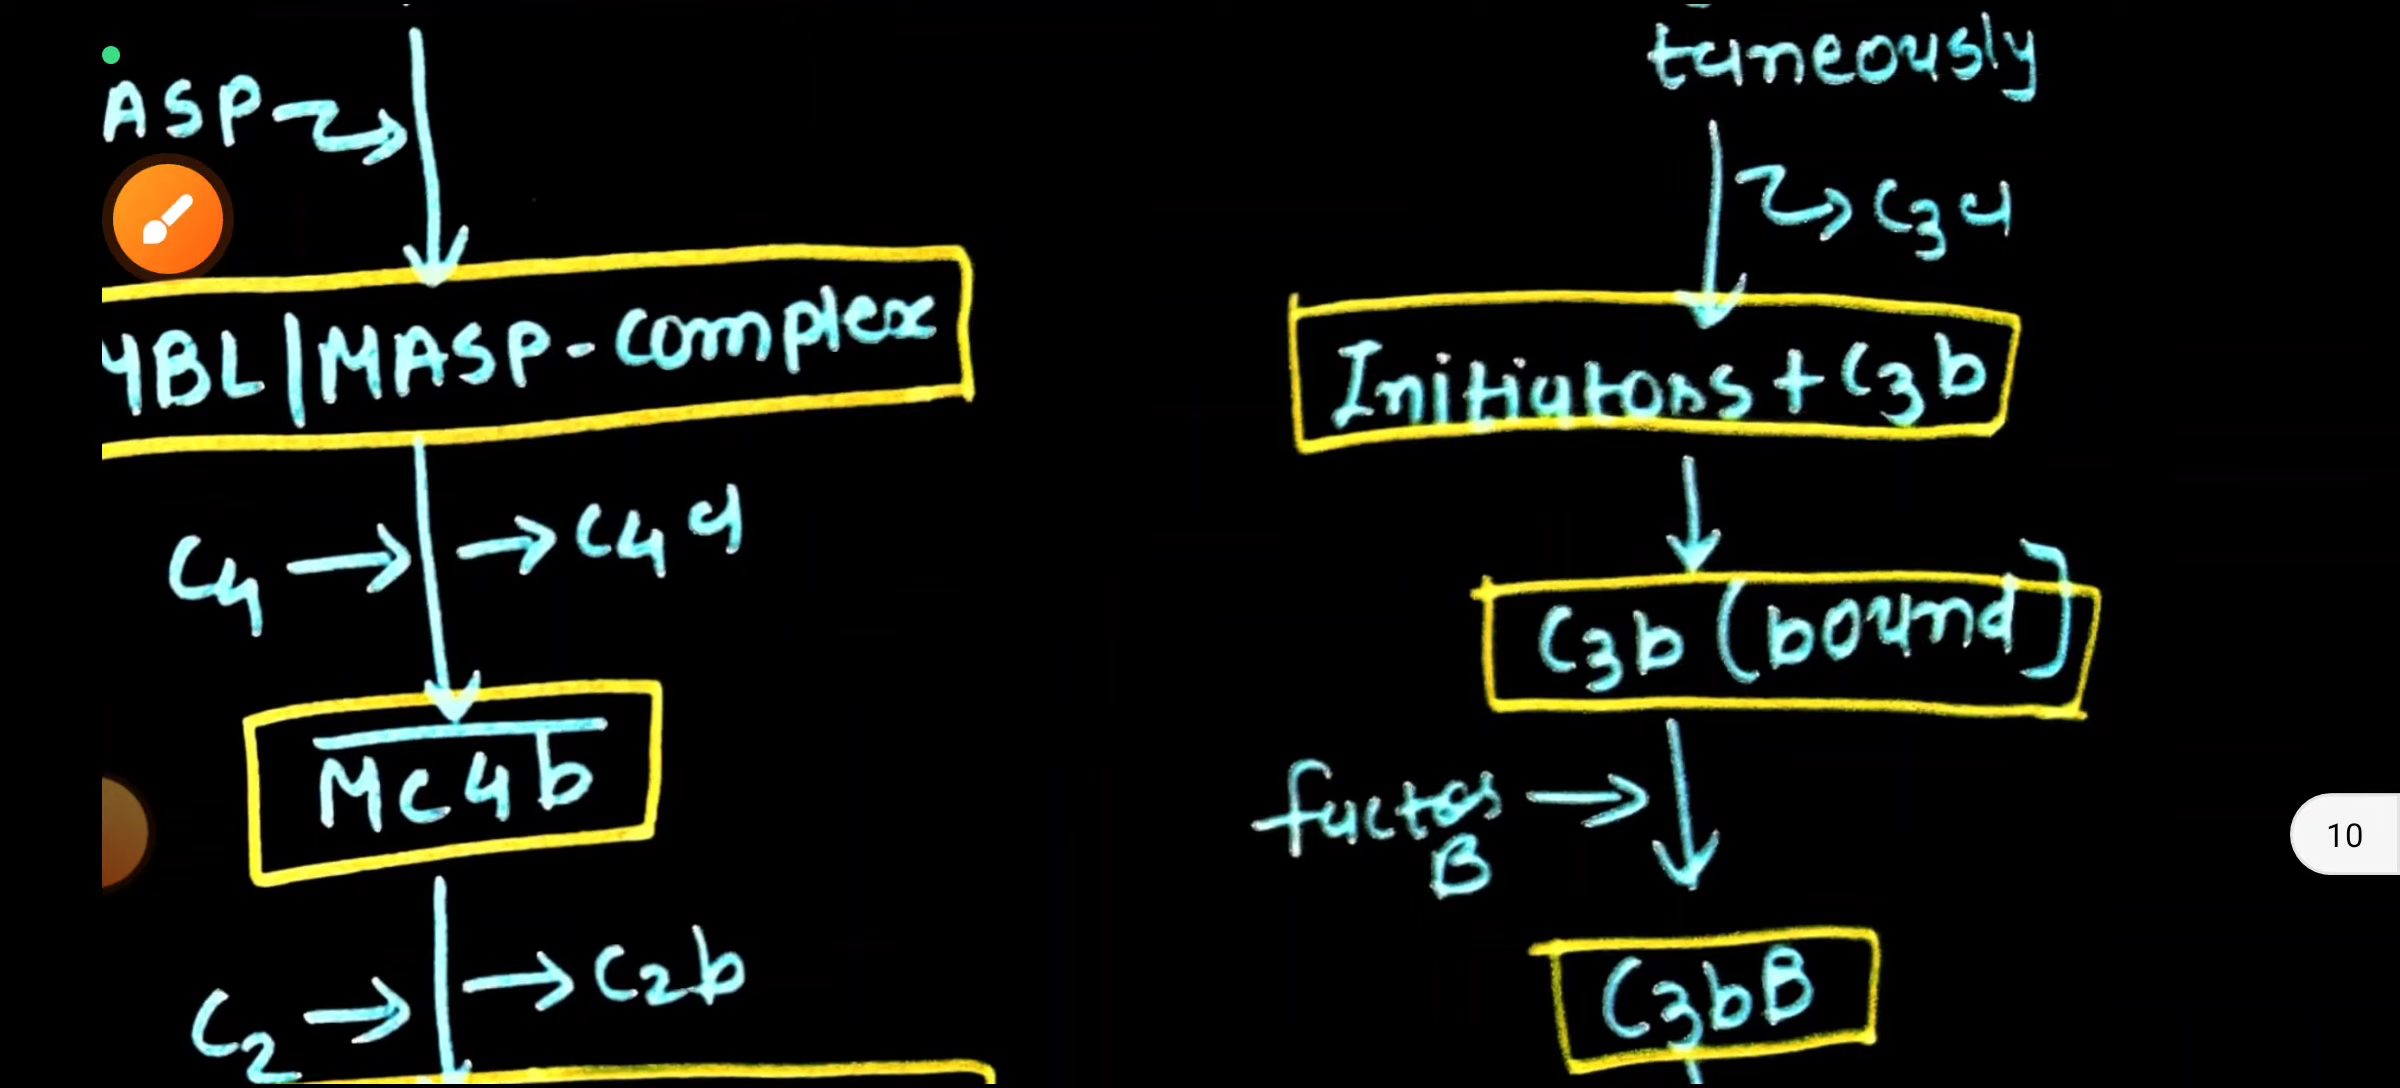 taneously
ASP
C3a
MBL/MASP-complex
Initiators + C3b
C4
C4a
C3b (bound)
MC4b
factor
B
10
C2b
C2
C3bB